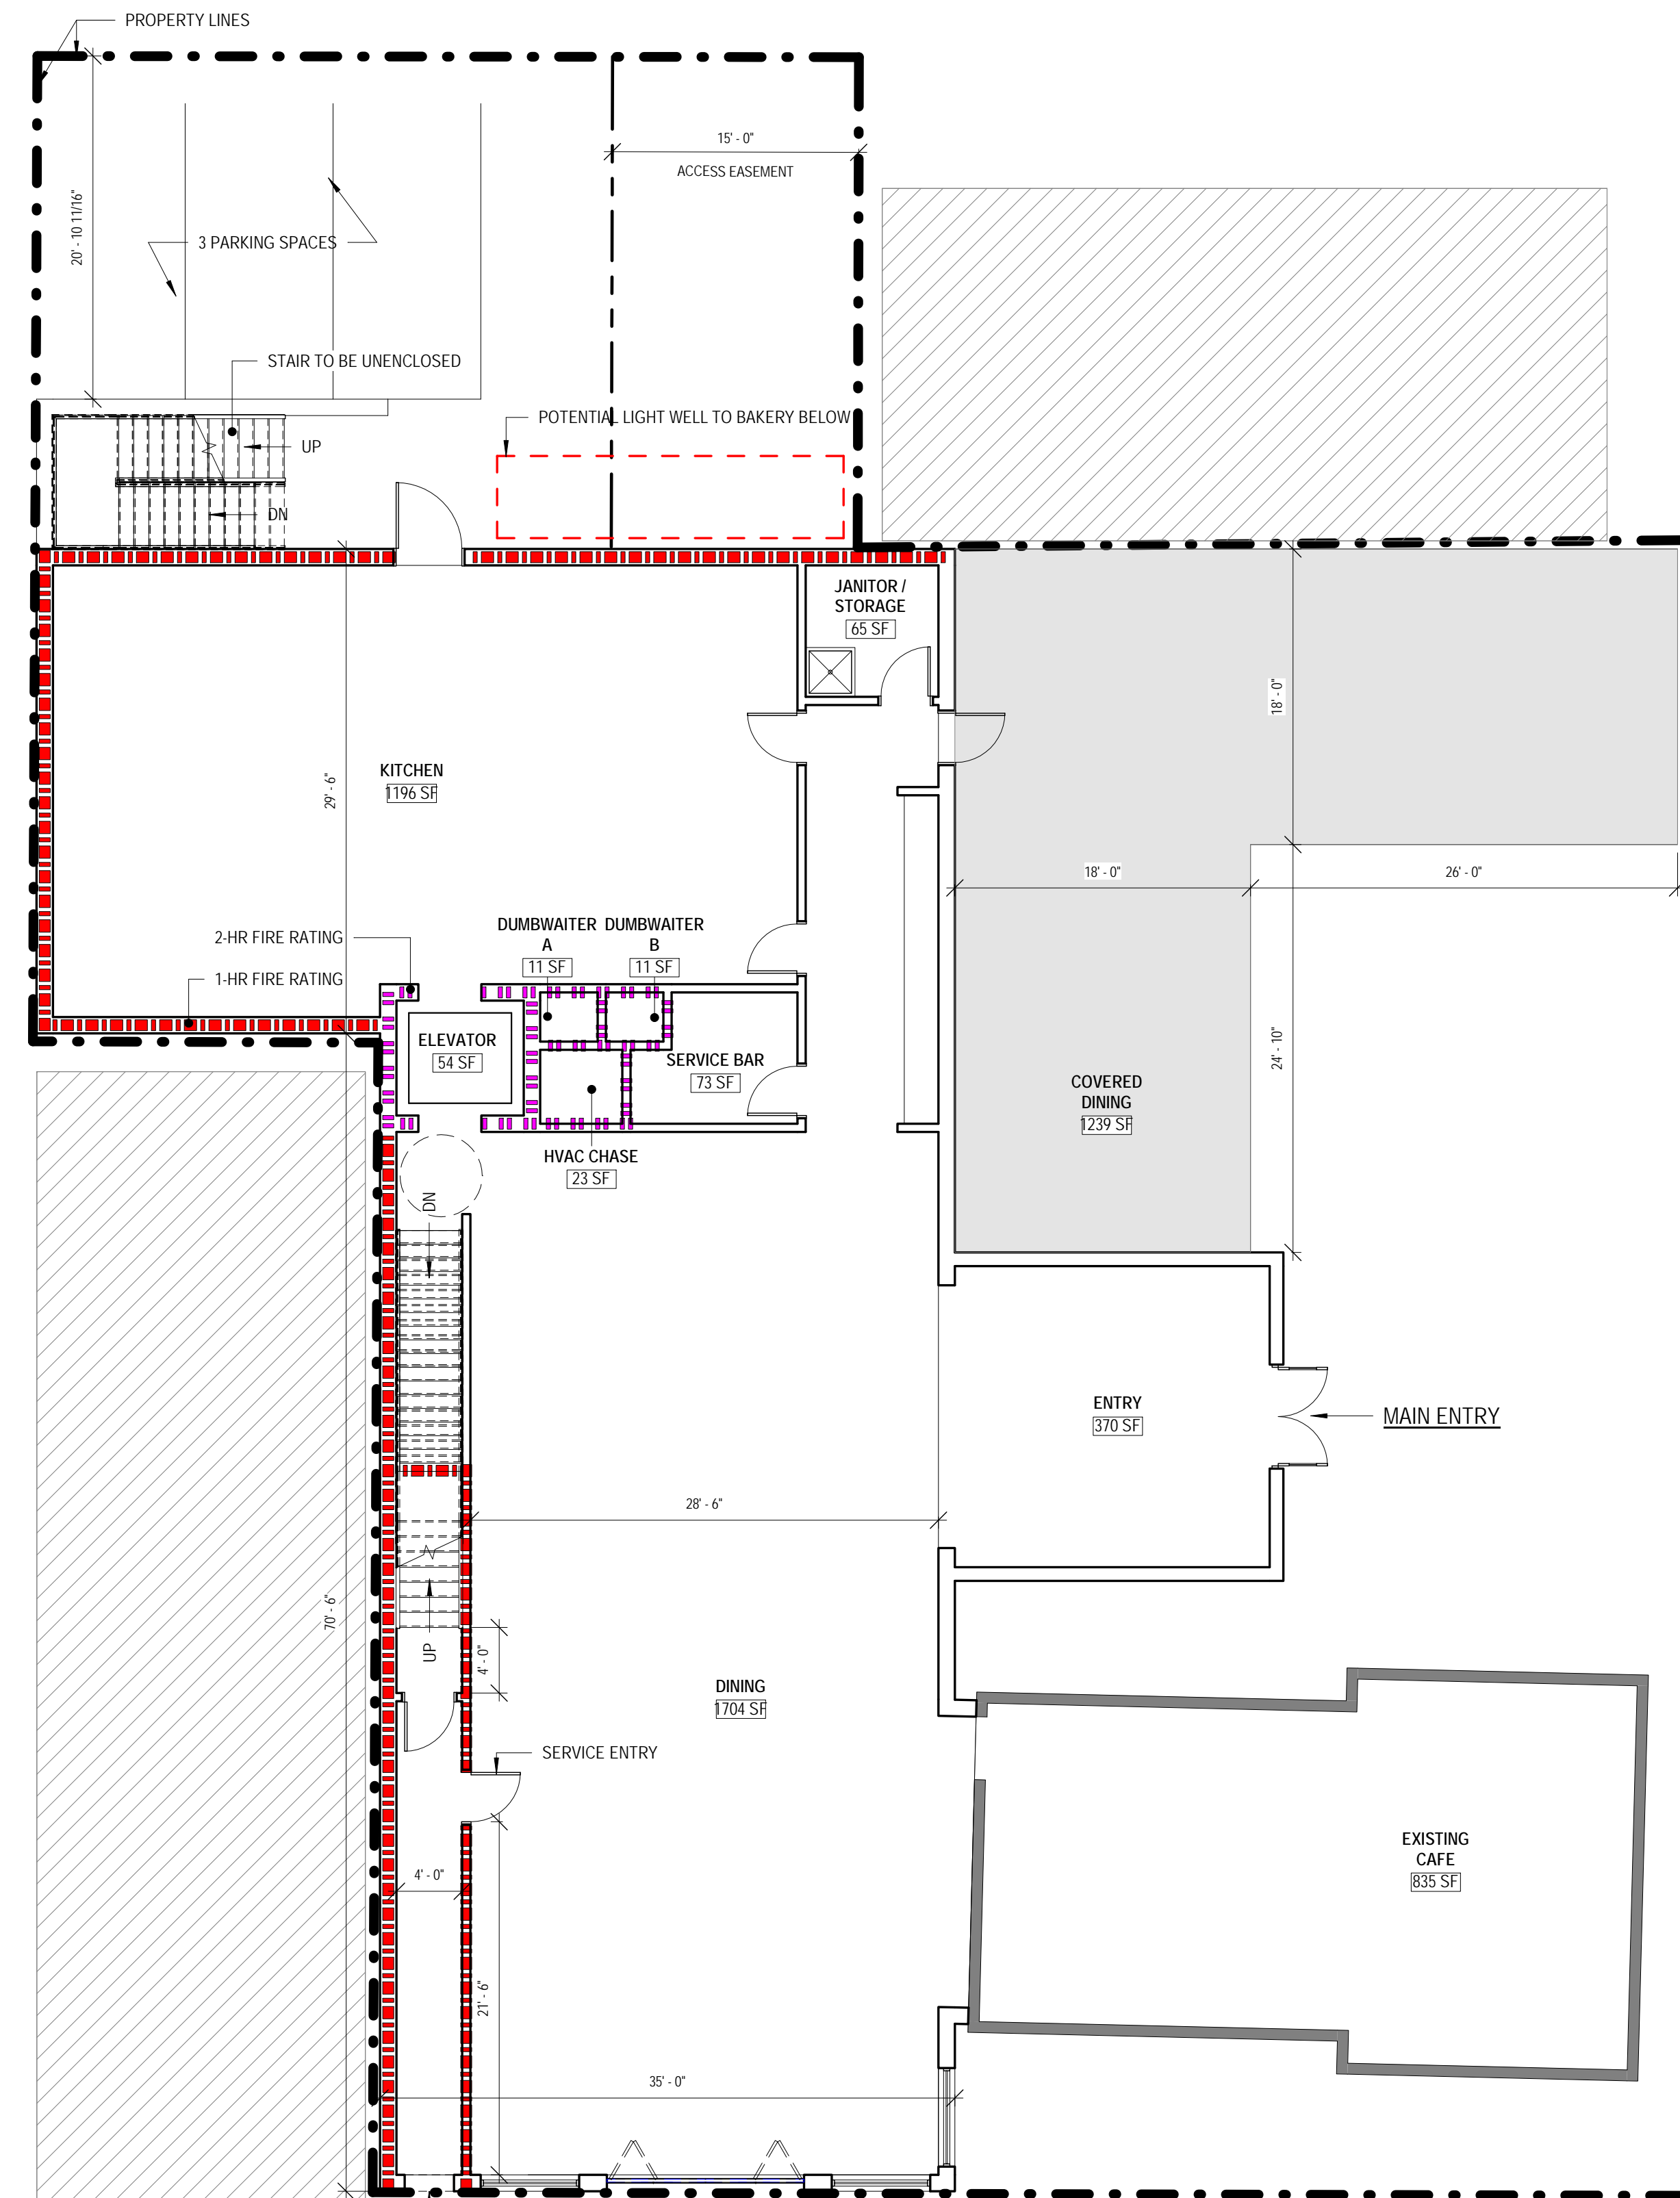 PROPERTY LINES
15' - 0"
ACCESS EASEMENT
20' - 10 11/16"
3 PARKING SPACES
STAIR TO BE UNENCLOSED
POTENTIAL LIGHT WELL TO BAKERY BELOW
UP
DN
JANITOR /
STORAGE
65 SF
18' - 0"
KITCHEN
1196 SF
29' - 6"
18' - 0"
26' - 0"
DUMBWAITER
A
11 SF
DUMBWAITER
B
11 SF
2-HR FIRE RATING
1-HR FIRE RATING
ELEVATOR
54 SF
SERVICE BAR
73 SF
24' - 10"
COVERED
DINING
1239 SF
HVAC CHASE
23 SF
DN
ENTRY
370 SF
MAIN ENTRY
28' - 6"
70' - 6"
UP
4' - 0"
DINING
1704 SF
SERVICE ENTRY
EXISTING
CAFE
835 SF
4' - 0"
21' - 6"
35' - 0"